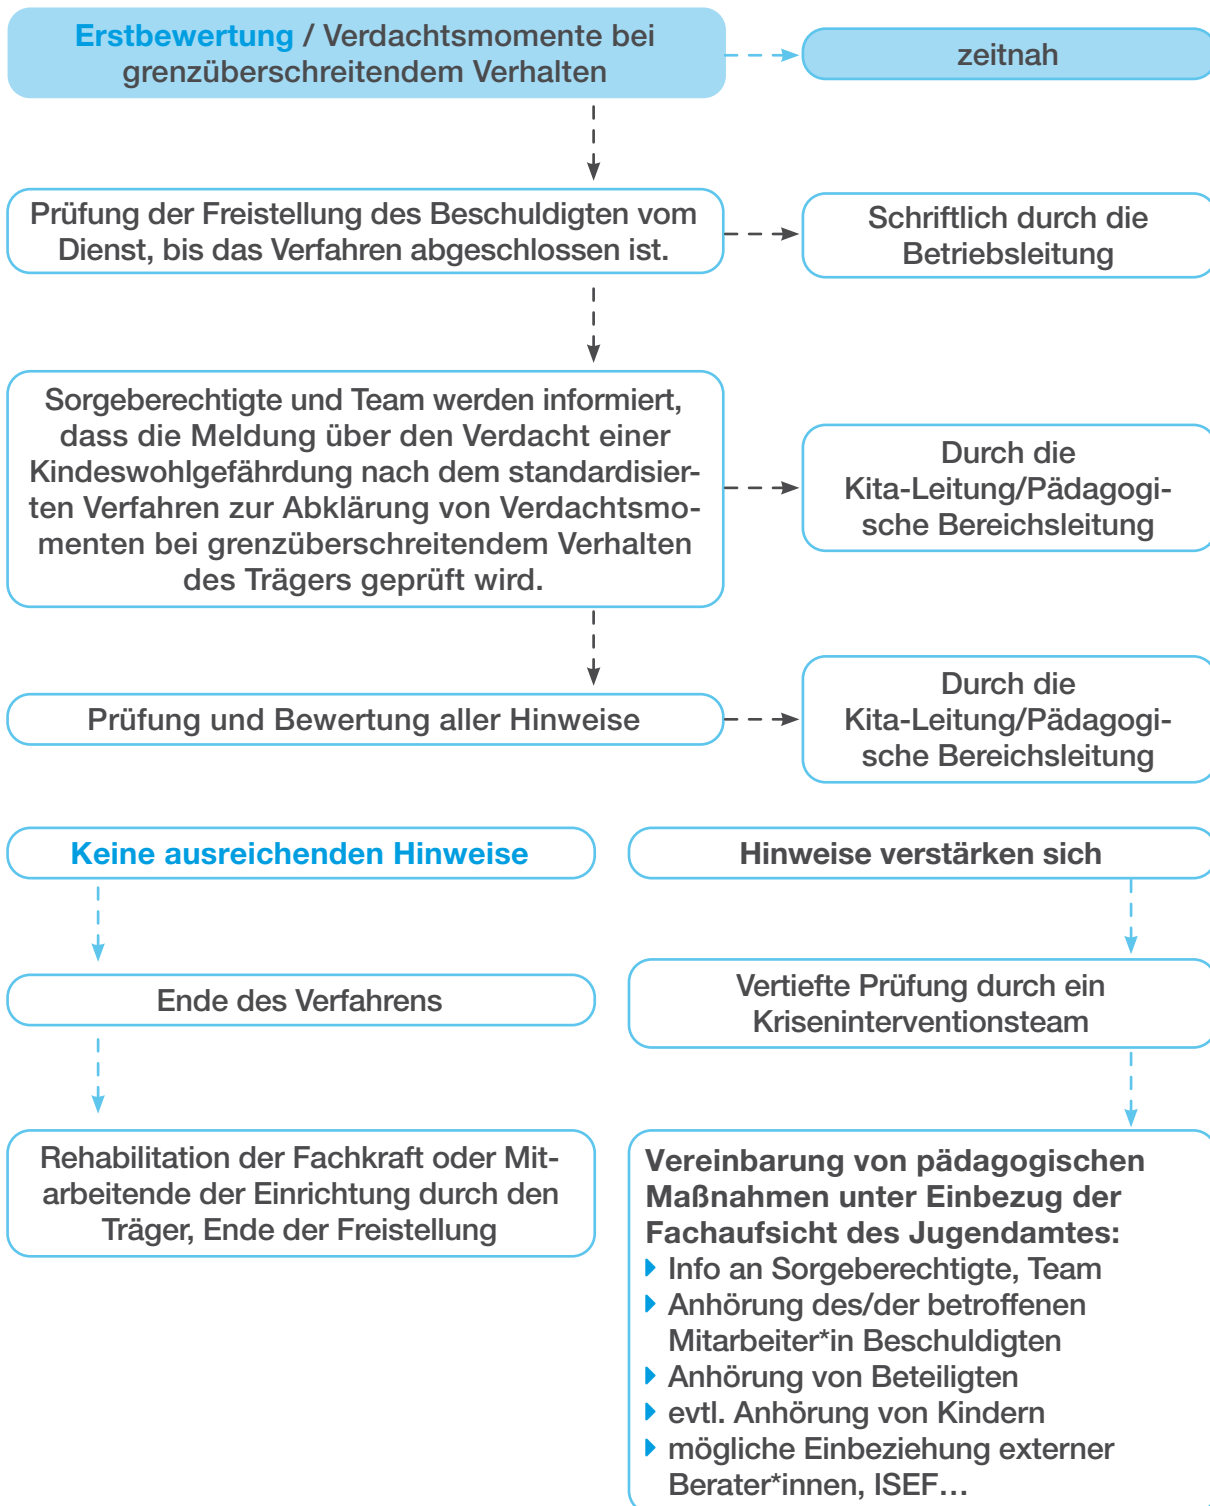 Erstbewertung / Verdachtsmomente bei
grenzüberschreitendem Verhalten
zeitnah
Prüfung der Freistellung des Beschuldigten vom
Dienst, bis das Verfahren abgeschlossen ist.
Schriftlich durch die
Betriebsleitung
Sorgeberechtigte und Team werden informiert,
dass die Meldung über den Verdacht einer
Kindeswohlgefährdung nach dem standardisier-
ten Verfahren zur Abklärung von Verdachtsmo-
menten bei grenzüberschreitendem Verhalten
des Trägers geprüft wird.
Durch die
Kita-Leitung/Pädagogi-
sche Bereichsleitung
Prüfung und Bewertung aller Hinweise
Durch die
Kita-Leitung/Pädagogi-
sche Bereichsleitung
Keine ausreichenden Hinweise
Ende des Verfahrens
Rehabilitation der Fachkraft oder Mit-
arbeitende der Einrichtung durch den
Träger, Ende der Freistellung
Hinweise verstärken sich
Vertiefte Prüfung durch ein
Kriseninterventionsteam
Vereinbarung von pädagogischen
Maßnahmen unter Einbezug der
Fachaufsicht des Jugendamtes:
Info an Sorgeberechtigte, Team
Anhörung des/der betroffenen
Mitarbeiter*in Beschuldigten
Anhörung von Beteiligten
evtl. Anhörung von Kindern
mögliche Einbeziehung externer
Berater*innen, ISEF…